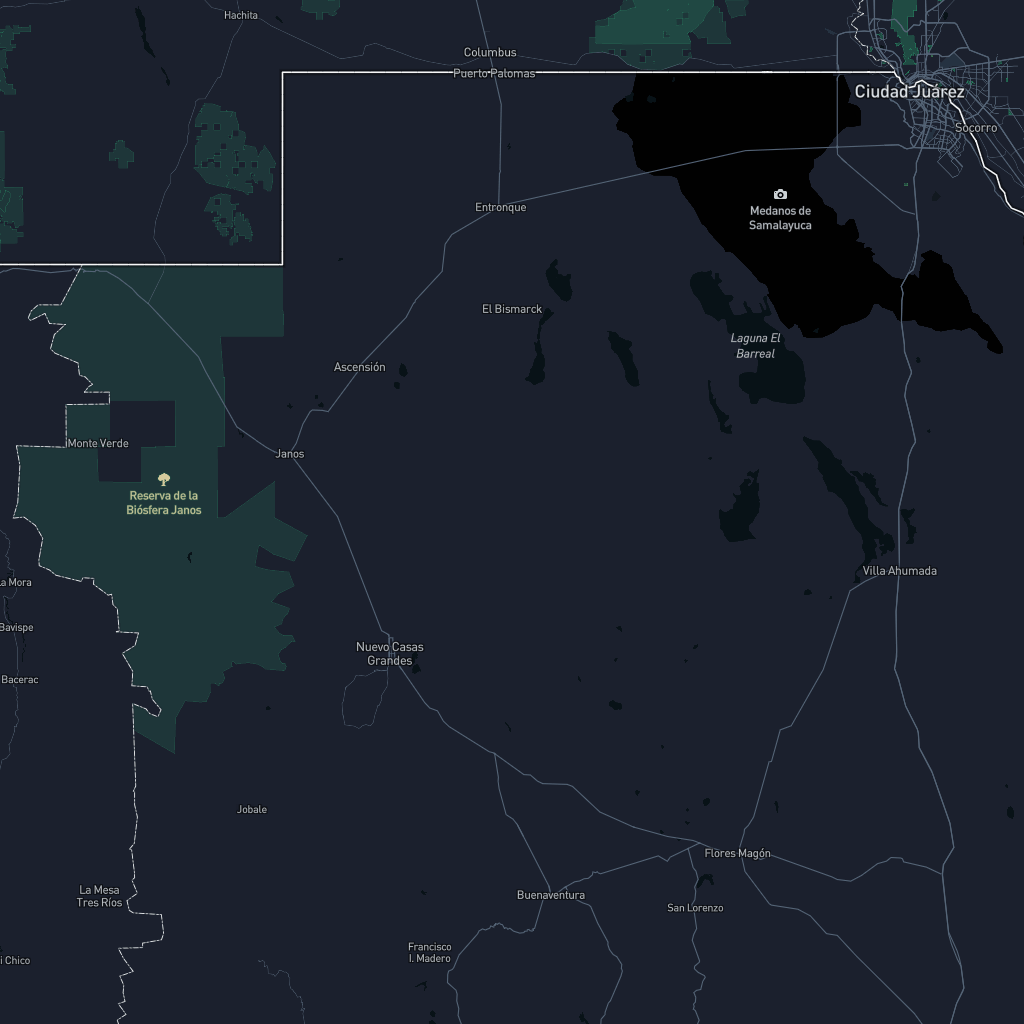 Hachita
Columbus
Puerto Palomas
Ciudad Juárez
Socorro
Medanos de
Samalayuca
Entronque
El Bismarck
Laguna El
Barreal
Ascensión
Monte Verde
Janos
Reserva de la
Biósfera Janos
Villa Ahumada
La Mora
Bavispe
Nuevo Casas
Grandes
Bacerac
Jobale
Flores Magón
La Mesa
Tres Ríos
Buenaventura
San Lorenzo
Francisco
I. Madero
i Chico